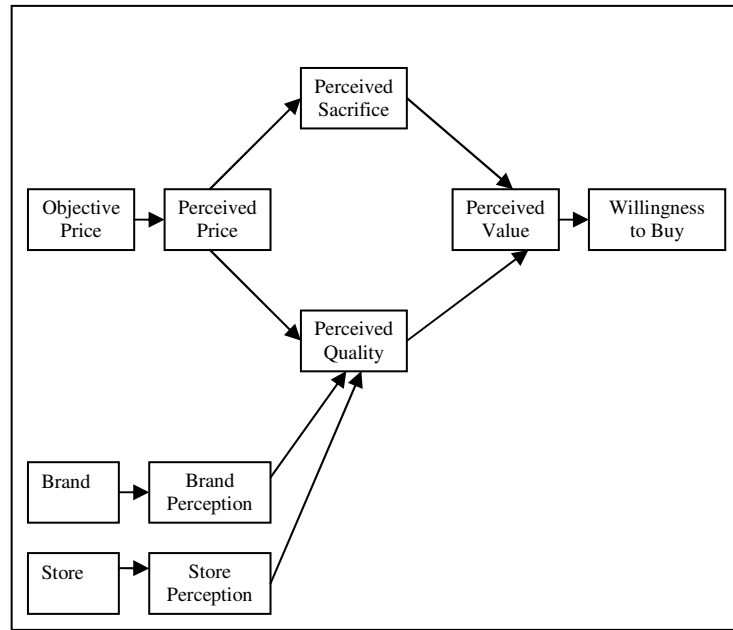 Perceived
Sacrifice
Objective
Price
Perceived
Price
Perceived
Value
Willingness
to Buy
Perceived
Quality
Brand
Brand
Perception
Store
Store
Perception